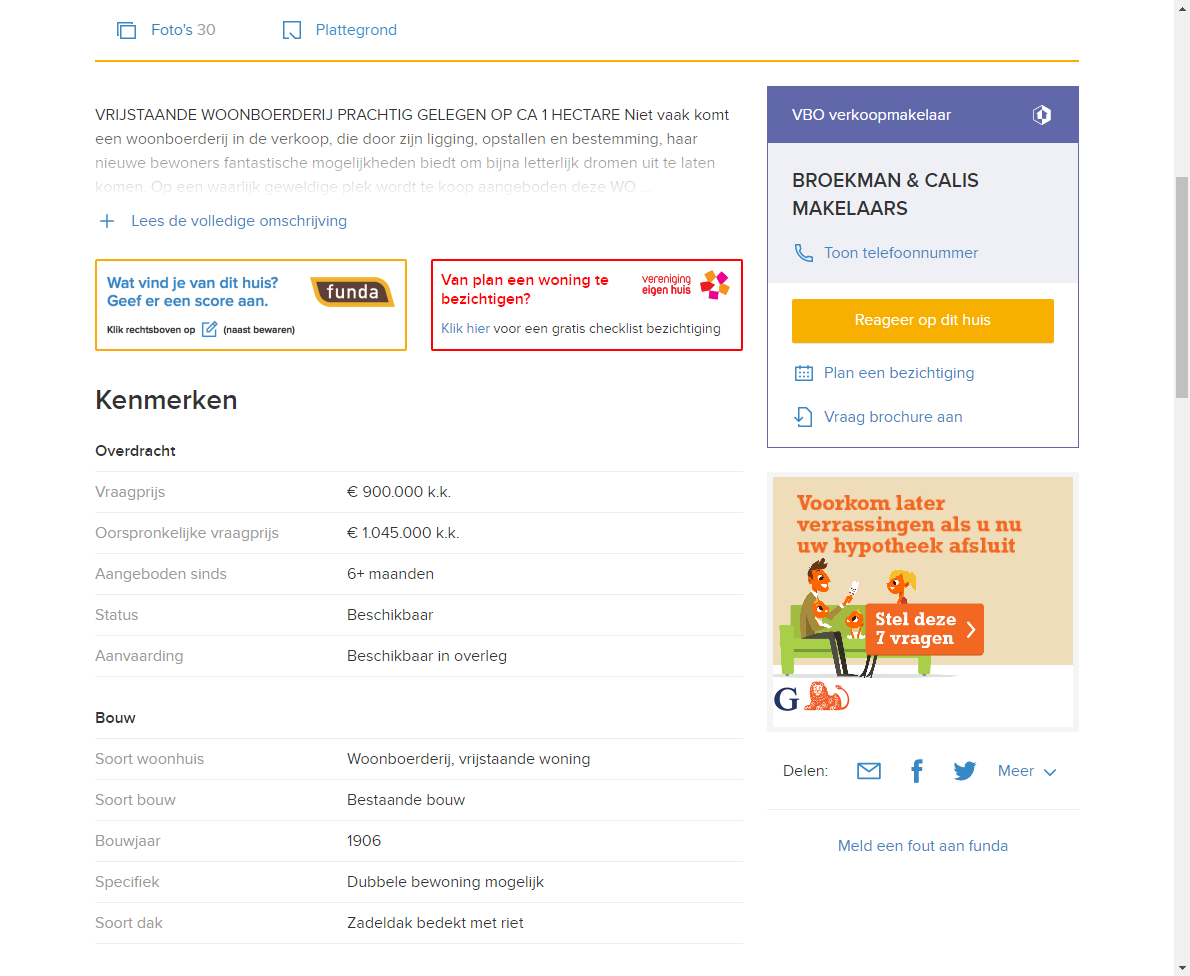 Foto's 30
Plattegrond
VRIJSTAANDE WOONBOERDERIJ PRACHTIG GELEGEN OP CA 1 HECTARE Niet vaak komt
een woonboerderij in de verkoop, die door zijn ligging, opstallen en bestemming, haar
nieuwe bewoners fantastische mogelijkheden biedt om bijna letterlijk dromen uit te laten
komen. Op een waarlijk geweldige plek wordt te koop aangeboden deze WO ...
Lees de volledige omschrijving
Wat vind je van dit huis?
Geef er een score aan.
funda
Klik rechtsboven op (naast bewaren)
Van plan een woning te
bezichtigen?
vereniging
eigen huis
Klik hier voor een gratis checklist bezichtiging
Kenmerken
Overdracht
Vraagprijs € 900.000 k.k.
Oorspronkelijke vraagprijs € 1.045.000 k.k.
Aangeboden sinds 6+ maanden
Status Beschikbaar
Aanvaarding Beschikbaar in overleg
Bouw
Soort woonhuis Woonboerderij, vrijstaande woning
Soort bouw Bestaande bouw
Bouwjaar 1906
Specifiek Dubbele bewoning mogelijk
Soort dak Zadeldak bedekt met riet
VBO verkoopmakelaar
BROEKMAN & CALIS
MAKELAARS
Toon telefoonnummer
Reageer op dit huis
Plan een bezichtiging
Vraag brochure aan
Voorkom later
verrassingen als u nu
uw hypotheek afsluit
Stel deze
7 vragen
G
Delen:
Meer
Meld een fout aan funda